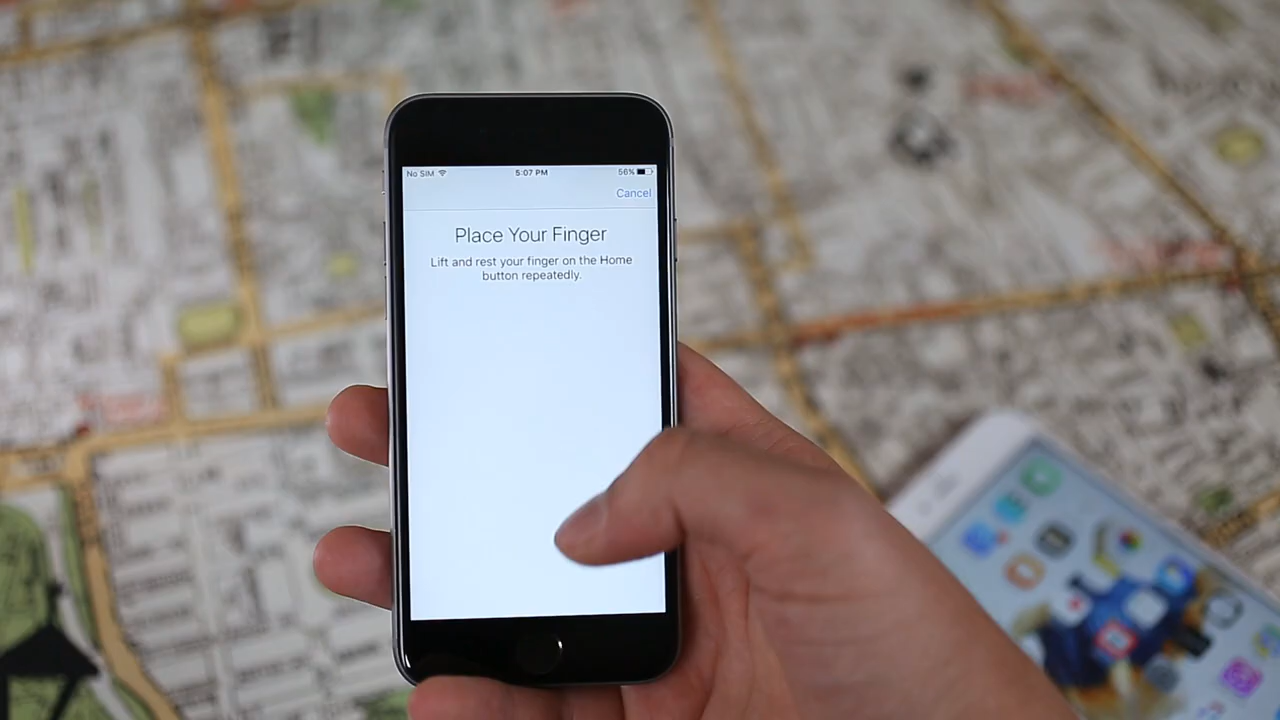 No SIM 5:07 PM 56%
Cancel
Place Your Finger
Lift and rest your finger on the Home
button repeatedly.